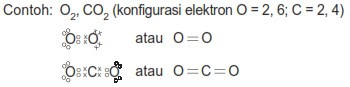 Contoh: O₂, CO₂ (konfigurasi elektron O = 2, 6; C = 2, 4)
O O atau O=O
O C O atau O=C=O